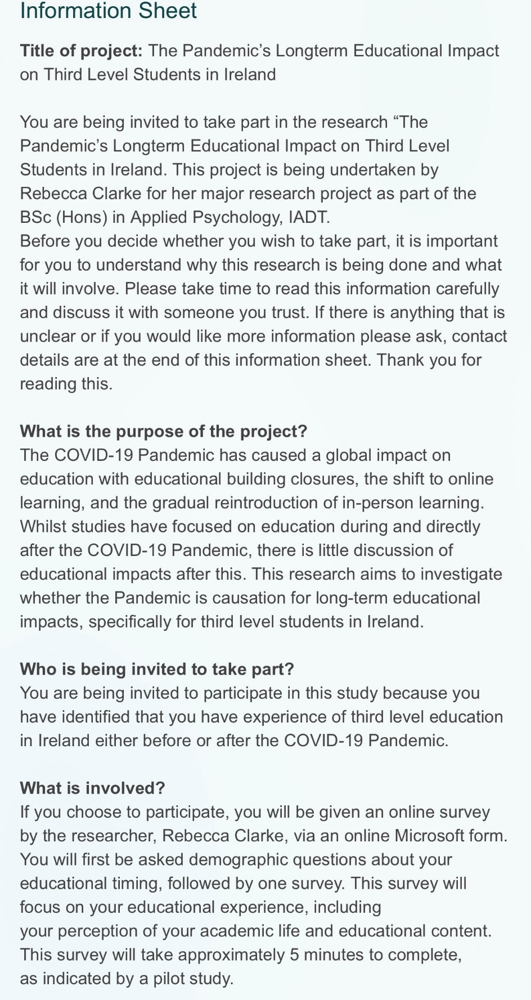 Information Sheet
Title of project: The Pandemic’s Longterm Educational Impact
on Third Level Students in Ireland
You are being invited to take part in the research “The
Pandemic’s Longterm Educational Impact on Third Level
Students in Ireland. This project is being undertaken by
Rebecca Clarke for her major research project as part of the
BSc (Hons) in Applied Psychology, IADT.
Before you decide whether you wish to take part, it is important
for you to understand why this research is being done and what
it will involve. Please take time to read this information carefully
and discuss it with someone you trust. If there is anything that is
unclear or if you would like more information please ask, contact
details are at the end of this information sheet. Thank you for
reading this.
What is the purpose of the project?
The COVID-19 Pandemic has caused a global impact on
education with educational building closures, the shift to online
learning, and the gradual reintroduction of in-person learning.
Whilst studies have focused on education during and directly
after the COVID-19 Pandemic, there is little discussion of
educational impacts after this. This research aims to investigate
whether the Pandemic is causation for long-term educational
impacts, specifically for third level students in Ireland.
Who is being invited to take part?
You are being invited to participate in this study because you
have identified that you have experience of third level education
in Ireland either before or after the COVID-19 Pandemic.
What is involved?
If you choose to participate, you will be given an online survey
by the researcher, Rebecca Clarke, via an online Microsoft form.
You will first be asked demographic questions about your
educational timing, followed by one survey. This survey will
focus on your educational experience, including
your perception of your academic life and educational content.
This survey will take approximately 5 minutes to complete,
as indicated by a pilot study.